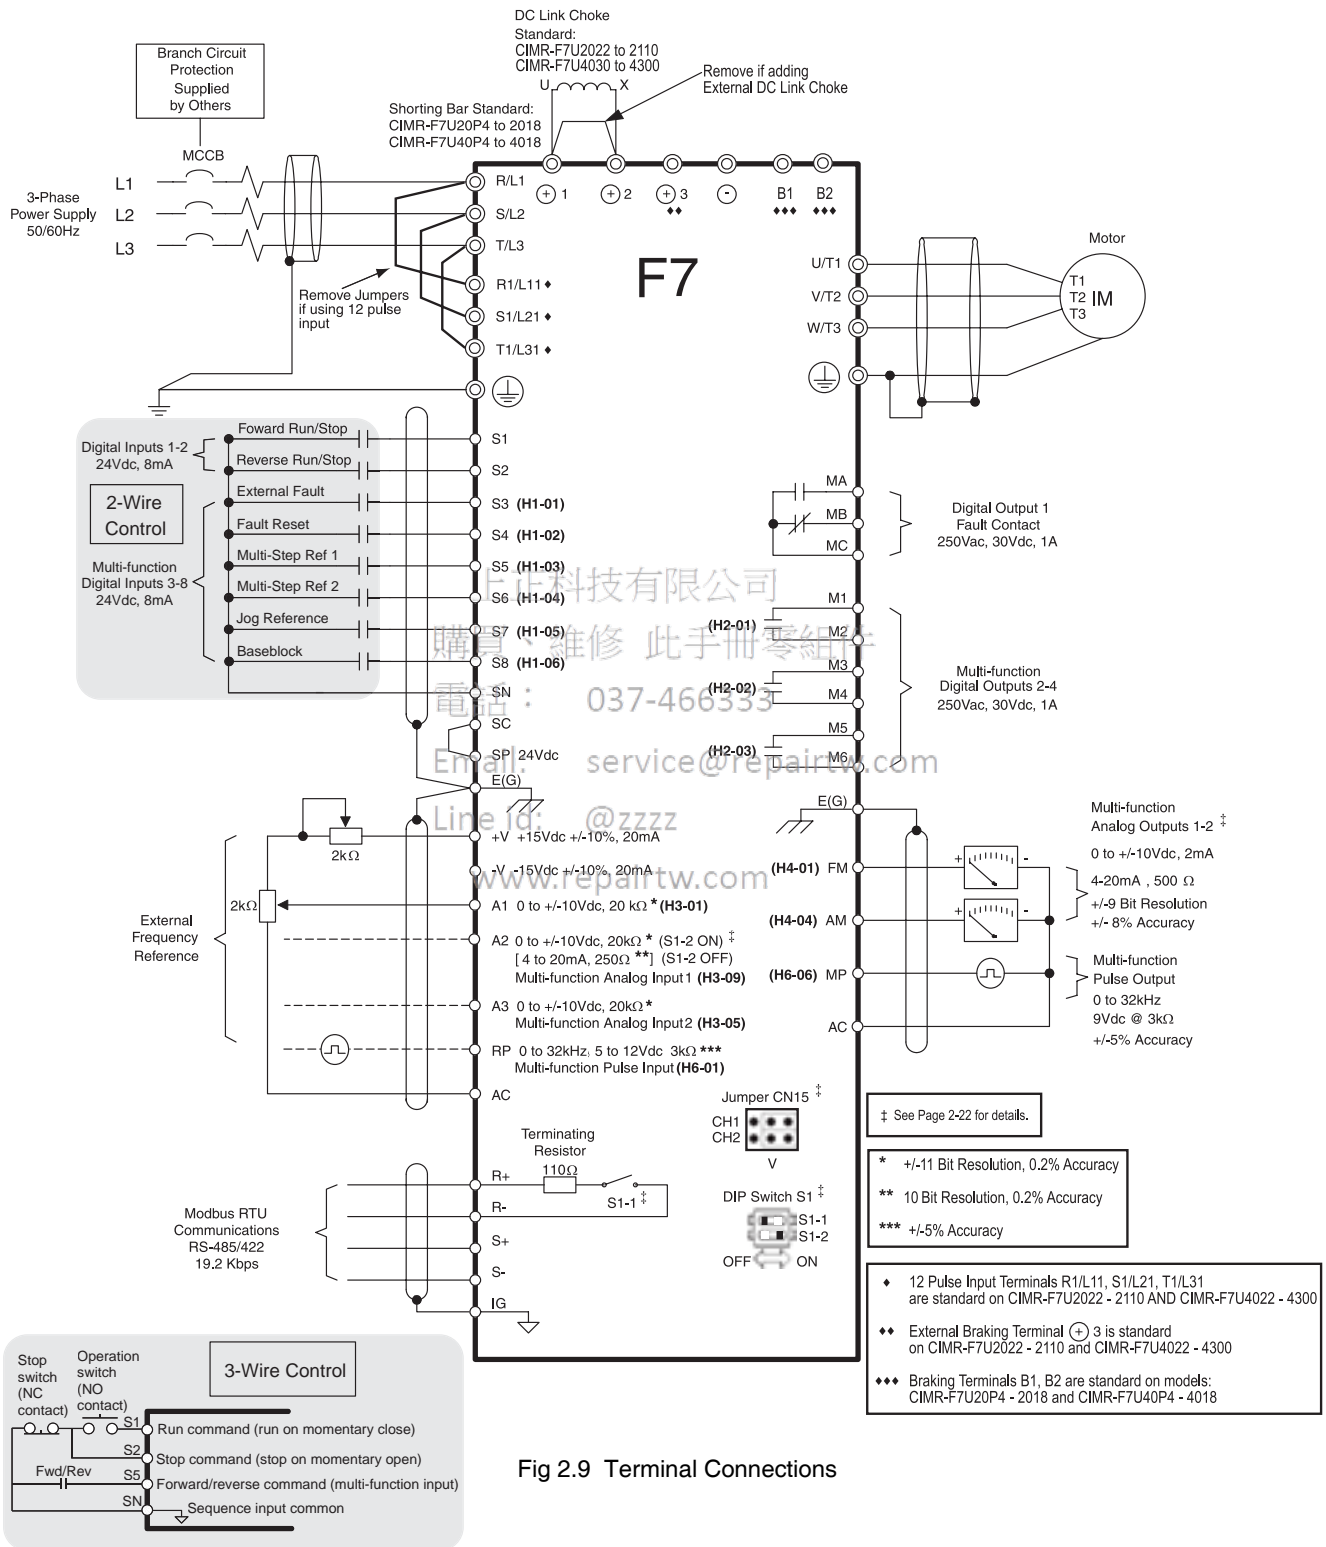 DC Link Choke
Standard:
CIMR-F7U2022 to 2110
CIMR-F7U4030 to 4300
U X
Remove if adding
External DC Link Choke
Branch Circuit
Protection
Supplied
by Others
MCCB
Shorting Bar Standard:
CIMR-F7U20P4 to 2018
CIMR-F7U40P4 to 4018
3-Phase
Power Supply
50/60Hz
L1
L2
L3
R/L1
S/L2
T/L3
R1/L11 ♦
S1/L21 ♦
T1/L31 ♦
Remove Jumpers
if using 12 pulse
input
+ 1
+ 2
+ 3
♦♦
-
B1
♦♦♦
B2
♦♦♦
F7
U/T1
V/T2
W/T3
Motor
T1
T2
T3
IM
Digital Inputs 1-2
24Vdc, 8mA
2-Wire
Control
Multi-function
Digital Inputs 3-8
24Vdc, 8mA
Foward Run/Stop
Reverse Run/Stop
External Fault
Fault Reset
Multi-Step Ref 1
Multi-Step Ref 2
Jog Reference
Baseblock
S1
S2
S3 (H1-01)
S4 (H1-02)
S5 (H1-03)
S6 (H1-04)
S7 (H1-05)
S8 (H1-06)
SN
SC
SP 24Vdc
E(G)
MA
MB
MC
Digital Output 1
Fault Contact
250Vac, 30Vdc, 1A
M1
(H2-01)
M2
M3
(H2-02)
M4
M5
(H2-03)
M6
Multi-function
Digital Outputs 2-4
250Vac, 30Vdc, 1A
上正科技有限公司
購買、維修 此手冊零組件
電話： 037-466333
Email: service@repairtw.com
Line id: @zzzz
www.repairtw.com
External
Frequency
Reference
2kΩ
2kΩ
+V +15Vdc +/-10%, 20mA
-V -15Vdc +/-10%, 20mA
A1 0 to +/-10Vdc, 20 kΩ * (H3-01)
A2 0 to +/-10Vdc, 20kΩ * (S1-2 ON) ‡
[ 4 to 20mA, 250Ω **] (S1-2 OFF)
Multi-function Analog Input 1 (H3-09)
A3 0 to +/-10Vdc, 20kΩ *
Multi-function Analog Input 2 (H3-05)
RP 0 to 32kHz, 5 to 12Vdc 3kΩ ***
Multi-function Pulse Input (H6-01)
AC
E(G)
(H4-01) FM
(H4-04) AM
(H6-06) MP
AC
+ -
+ -
Multi-function
Analog Outputs 1-2 ‡
0 to +/-10Vdc, 2mA
4-20mA , 500 Ω
+/-9 Bit Resolution
+/- 8% Accuracy
Multi-function
Pulse Output
0 to 32kHz
9Vdc @ 3kΩ
+/-5% Accuracy
Jumper CN15 ‡
CH1
CH2
V
DIP Switch S1 ‡
S1-1
S1-2
OFF ON
Modbus RTU
Communications
RS-485/422
19.2 Kbps
R+
R-
S+
S-
IG
Terminating
Resistor
110Ω
S1-1 ‡
‡ See Page 2-22 for details.
* +/-11 Bit Resolution, 0.2% Accuracy
** 10 Bit Resolution, 0.2% Accuracy
*** +/-5% Accuracy
♦ 12 Pulse Input Terminals R1/L11, S1/L21, T1/L31
are standard on CIMR-F7U2022 - 2110 AND CIMR-F7U4022 - 4300
♦♦ External Braking Terminal + 3 is standard
on CIMR-F7U2022 - 2110 and CIMR-F7U4022 - 4300
♦♦♦ Braking Terminals B1, B2 are standard on models:
CIMR-F7U20P4 - 2018 and CIMR-F7U40P4 - 4018
3-Wire Control
Stop
switch
(NC
contact)
Operation
switch
(NO
contact)
S1 Run command (run on momentary close)
S2 Stop command (stop on momentary open)
Fwd/Rev
S5 Forward/reverse command (multi-function input)
SN Sequence input common
Fig 2.9 Terminal Connections